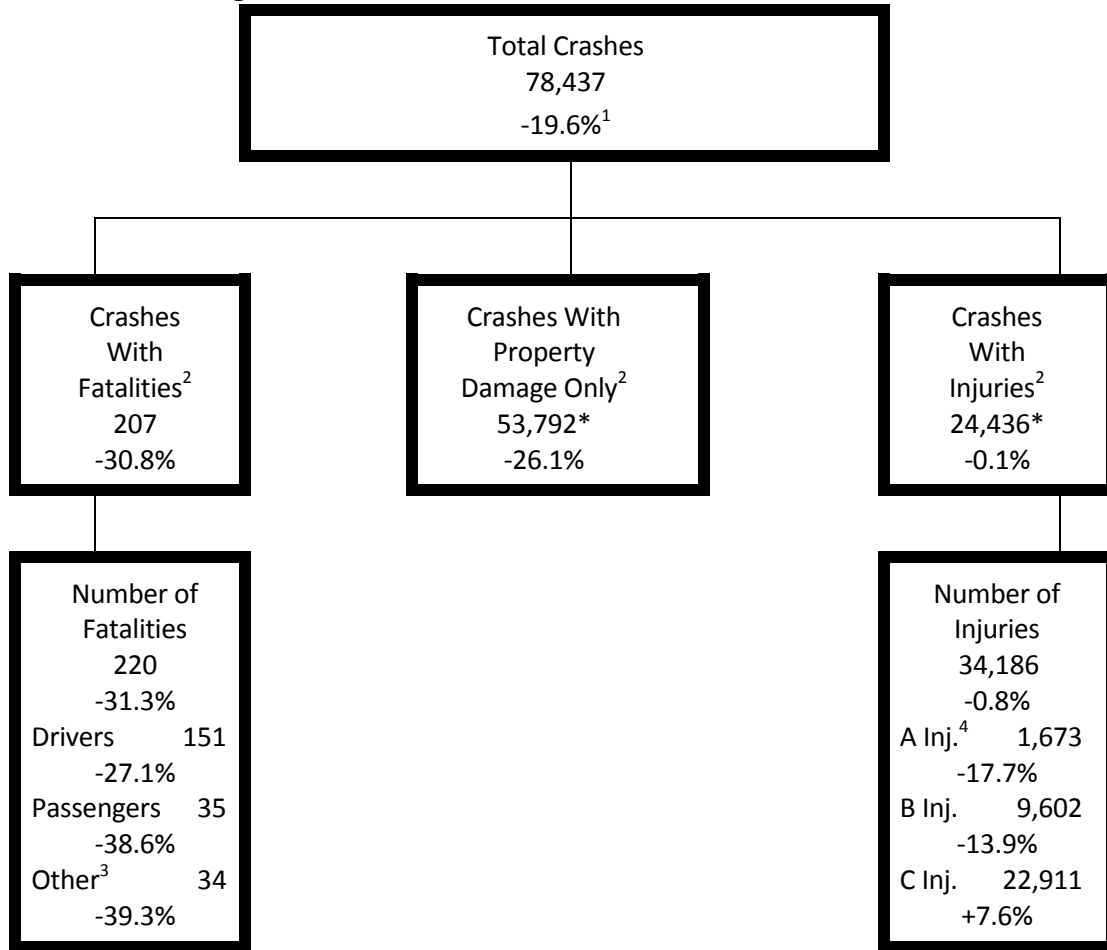 Total Crashes
78,437
-19.6%¹
Crashes
With
Fatalities²
207
-30.8%
Crashes With
Property
Damage Only²
53,792*
-26.1%
Crashes
With
Injuries²
24,436*
-0.1%
Number of
Fatalities
220
-31.3%
Drivers 151
-27.1%
Passengers 35
-38.6%
Other³ 34
-39.3%
Number of
Injuries
34,186
-0.8%
A Inj.⁴ 1,673
-17.7%
B Inj. 9,602
-13.9%
C Inj. 22,911
+7.6%